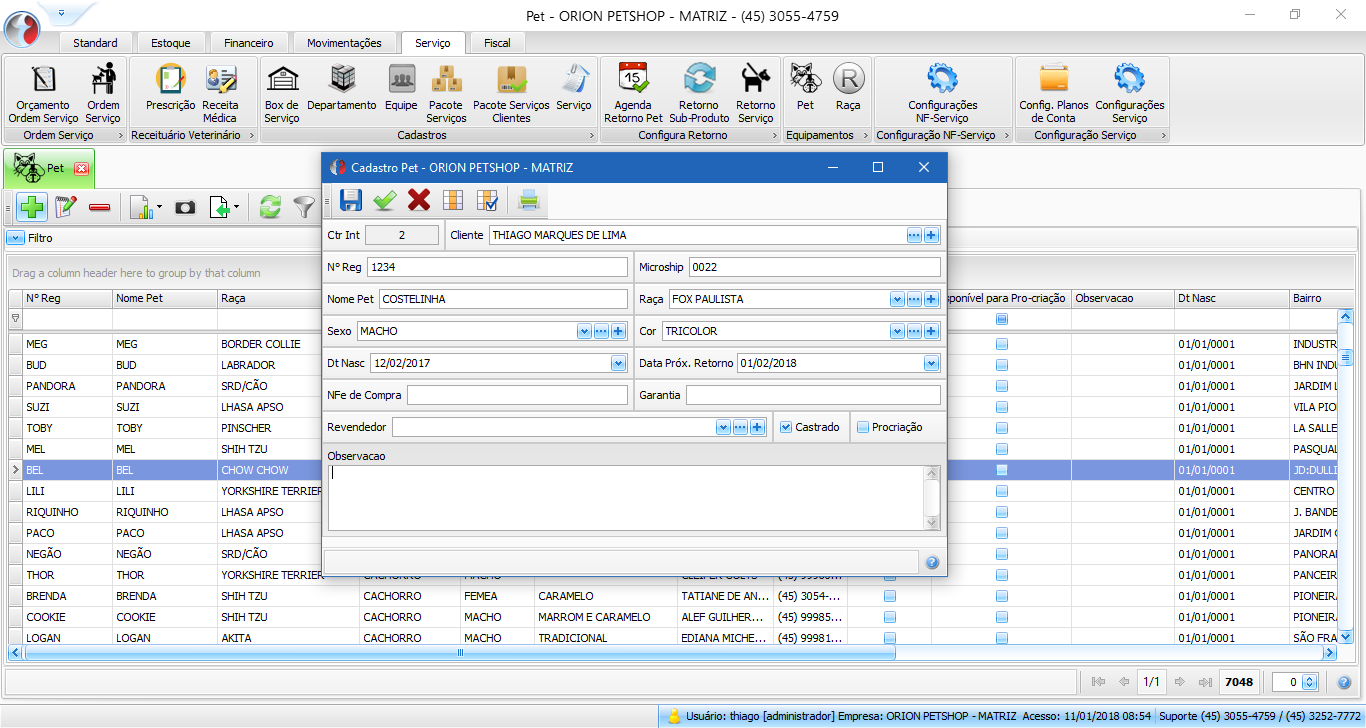 Pet - ORION PETSHOP - MATRIZ - (45) 3055-4759
Standard Estoque Financeiro Movimentações Serviço Fiscal
Orçamento Ordem Serviço
Ordem Serviço
Prescrição
Receita Médica
Box de Serviço
Departamento
Equipe
Pacote Serviços
Pacote Serviços Clientes
Serviço
Agenda Retorno Pet
Retorno Sub-Produto
Retorno Serviço
Pet
Raça
Configurações NF-Serviço
Config. Planos de Conta
Configurações Serviço
Ordem Serviço Receituário Veterinário Cadastros Configura Retorno Equipamentos Configuração NF-Serviço Configuração Serviço
Pet
Filtro
Drag a column header here to group by that column
Nº Reg Nome Pet Raça ponível para Pro-criação Observacao Dt Nasc Bairro
MEG MEG BORDER COLLIE 01/01/0001 INDUSTR
BUD BUD LABRADOR 01/01/0001 BHN INDU
PANDORA PANDORA SRD/CÃO 01/01/0001 JARDIM L
SUZI SUZI LHASA APSO 01/01/0001 VILA PIO
TOBY TOBY PINSCHER 01/01/0001 LA SALLE
MEL MEL SHIH TZU 01/01/0001 PASQUAL
BEL BEL CHOW CHOW 01/01/0001 JD:DULLI
LILI LILI YORKSHIRE TERRIER 01/01/0001 CENTRO
RIQUINHO RIQUINHO LHASA APSO 01/01/0001 J. BANDE
PACO PACO LHASA APSO 01/01/0001 JARDIM
NEGÃO NEGÃO SRD/CÃO 01/01/0001 PANORA
THOR THOR YORKSHIRE TERRIER CACHORRO MACHO 01/01/0001 PANCEIR
BRENDA BRENDA SHIH TZU CACHORRO FEMEA CARAMELO TATIANE DE AN... (45) 3054-... 01/01/0001 PIONEIR
COOKIE COOKIE SHIH TZU CACHORRO MACHO MARROM E CARAMELO ALEF GUILHER... (45) 99985... 01/01/0001 PIONEIR
LOGAN LOGAN AKITA CACHORRO MACHO TRADICIONAL EDIANA MICHE... (45) 99981... 01/01/0001 SÃO FRA
Cadastro Pet - ORION PETSHOP - MATRIZ
Ctr Int 2 Cliente THIAGO MARQUES DE LIMA
Nº Reg 1234 Microship 0022
Nome Pet COSTELINHA Raça FOX PAULISTA
Sexo MACHO Cor TRICOLOR
Dt Nasc 12/02/2017 Data Próx. Retorno 01/02/2018
NFe de Compra Garantia
Revendedor Castrado Procriação
Observacao
1/1 7048 0
Usuário: thiago [administrador] Empresa: ORION PETSHOP - MATRIZ Acesso: 11/01/2018 08:54 Suporte (45) 3055-4759 / (45) 3252-7772